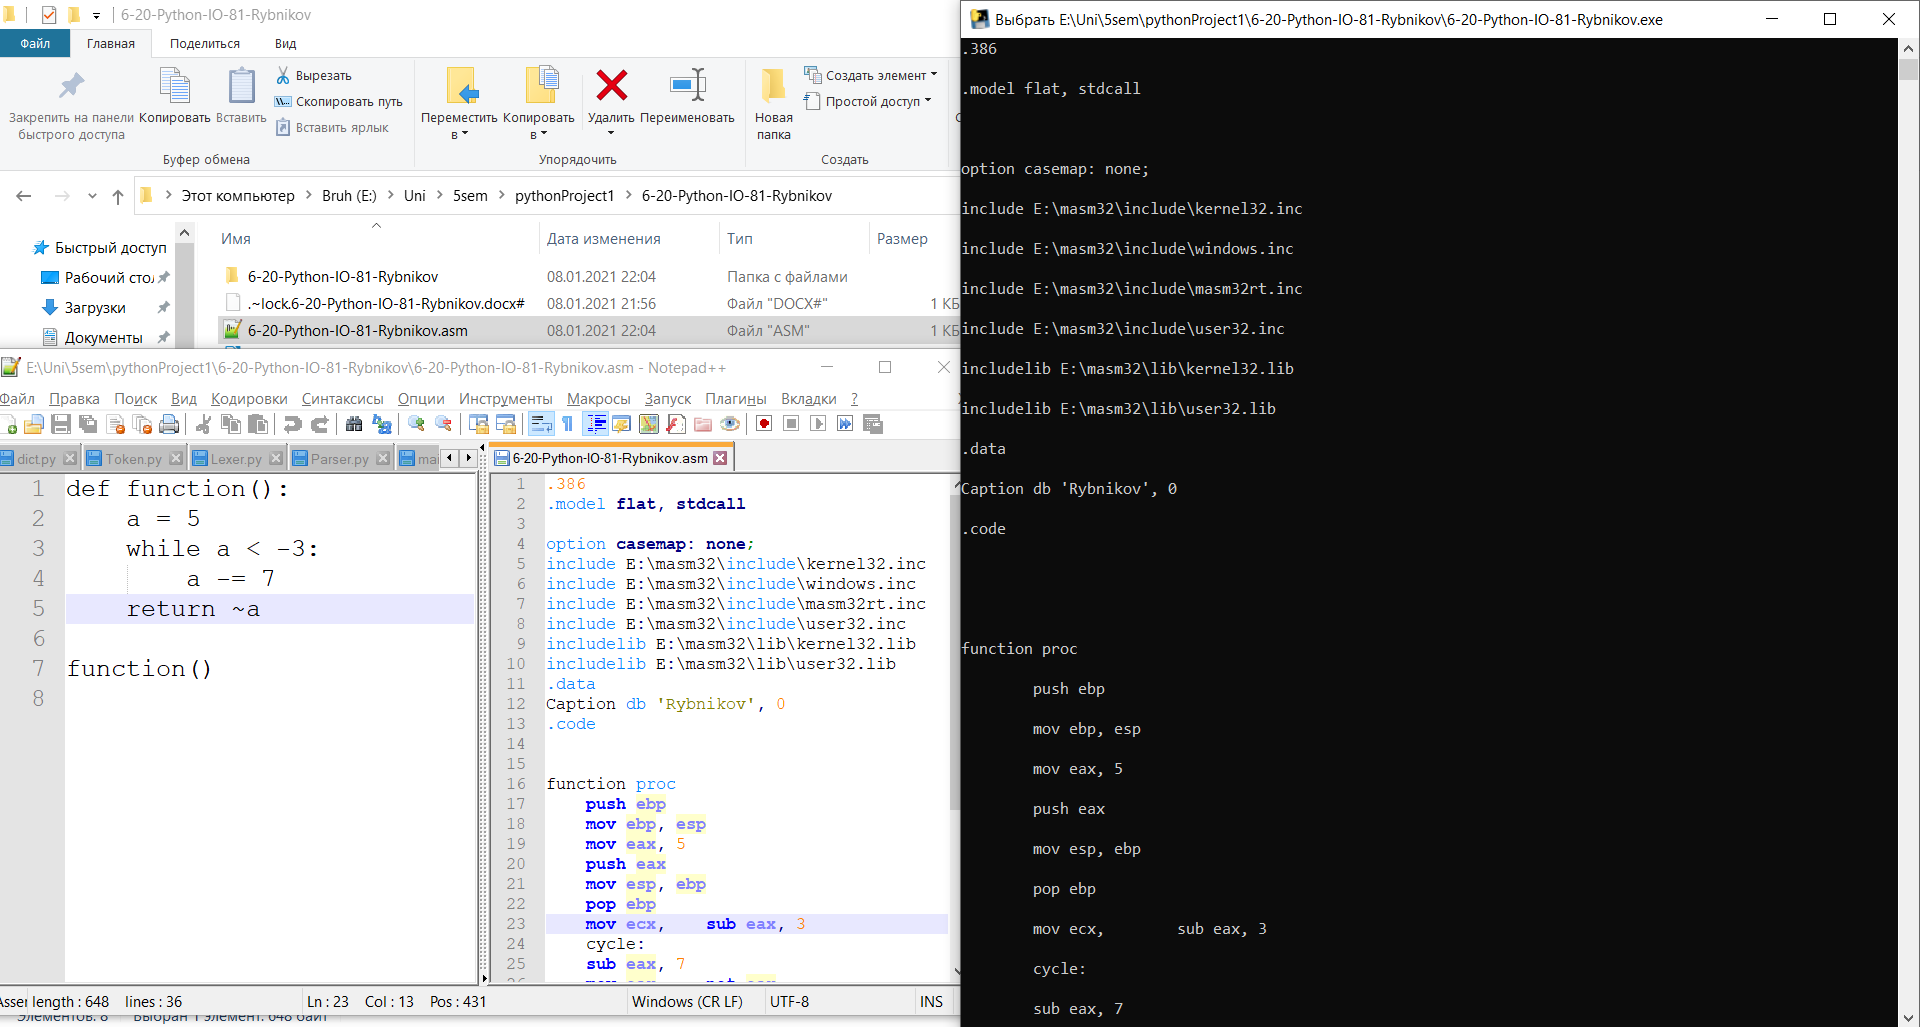 6-20-Python-IO-81-Rybnikov
Файл Главная Поделиться Вид
Закрепить на панели быстрого доступа
Копировать
Вставить
Вырезать
Скопировать путь
Вставить ярлык
Буфер обмена
Переместить в
Копировать в
Удалить
Переименовать
Упорядочить
Новая папка
Создать элемент
Простой доступ
Создать
Этот компьютер > Bruh (E:) > Uni > 5sem > pythonProject1 > 6-20-Python-IO-81-Rybnikov
Быстрый доступ
Рабочий стол
Загрузки
Документы
Имя Дата изменения Тип Размер
6-20-Python-IO-81-Rybnikov 08.01.2021 22:04 Папка с файлами
.~lock.6-20-Python-IO-81-Rybnikov.docx# 08.01.2021 21:56 Файл "DOCX#" 1 КБ
6-20-Python-IO-81-Rybnikov.asm 08.01.2021 22:04 Файл "ASM" 1 КБ
E:\Uni\5sem\pythonProject1\6-20-Python-IO-81-Rybnikov\6-20-Python-IO-81-Rybnikov.asm - Notepad++
Файл Правка Поиск Вид Кодировки Синтаксисы Опции Инструменты Макросы Запуск Плагины Вкладки ?
dict.py Token.py Lexer.py Parser.py mai
6-20-Python-IO-81-Rybnikov.asm
1 def function():
2 a = 5
3 while a < -3:
4 a -= 7
5 return ~a
6
7 function()
8
1 .386
2 .model flat, stdcall
3
4 option casemap: none;
5 include E:\masm32\include\kernel32.inc
6 include E:\masm32\include\windows.inc
7 include E:\masm32\include\masm32rt.inc
8 include E:\masm32\include\user32.inc
9 includelib E:\masm32\lib\kernel32.lib
10 includelib E:\masm32\lib\user32.lib
11 .data
12 Caption db 'Rybnikov', 0
13 .code
14
15
16 function proc
17 push ebp
18 mov ebp, esp
19 mov eax, 5
20 push eax
21 mov esp, ebp
22 pop ebp
23 mov ecx, sub eax, 3
24 cycle:
25 sub eax, 7
Asser length : 648 lines : 36 Ln : 23 Col : 13 Pos : 431 Windows (CR LF) UTF-8 INS
Элементов: 8 Выбран 1 элемент: 648 байт
Выбрать E:\Uni\5sem\pythonProject1\6-20-Python-IO-81-Rybnikov\6-20-Python-IO-81-Rybnikov.exe
.386
.model flat, stdcall
option casemap: none;
include E:\masm32\include\kernel32.inc
include E:\masm32\include\windows.inc
include E:\masm32\include\masm32rt.inc
include E:\masm32\include\user32.inc
includelib E:\masm32\lib\kernel32.lib
includelib E:\masm32\lib\user32.lib
.data
Caption db 'Rybnikov', 0
.code
function proc
push ebp
mov ebp, esp
mov eax, 5
push eax
mov esp, ebp
pop ebp
mov ecx, sub eax, 3
cycle:
sub eax, 7